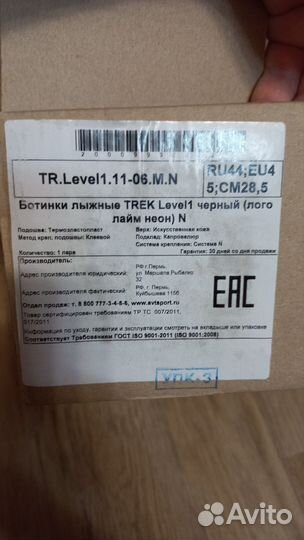 2000993
TR.Level1.11-06.M.N
RU44;EU4
5;CM28,5
Ботинки лыжные TREK Level1 черный (лого
лайм неон) N
Подошва: Термоэластопласт
Верх: Искусственная кожа
Метод креп. подошвы: Клеевой
Подклад: Капровелюр
Система крепления: Система N
Количество: 1 пара
Гарантия: 30 дней со дня продажи
Производитель:
Адрес производителя юридический:
РФ г.Пермь,
ул. Маршала Рыбалко
32
Адрес производителя фактический:
РФ, г. Пермь,
Куйбышева 115б
Отдел продаж: т. 8 800 777-3-4-5-6, www.avtsport.ru
Товар сертифицирован требованиям ТР ТС 007/2011,
017/2011
Информация по уходу, гарантии и эксплуатации смотреть на вкладыше или упаковке
Соответствует Требованиям ГОСТ ISO 9001-2011 (ISO 9001:2008)
EAC
УПК.3
Avito